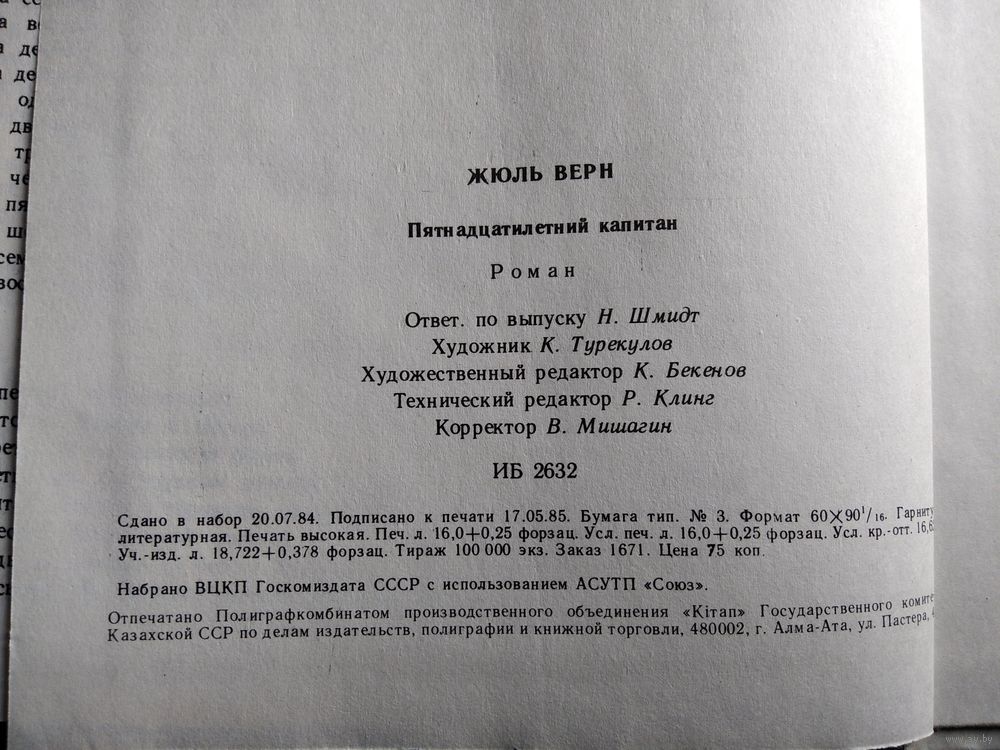 ЖЮЛЬ ВЕРН
Пятнадцатилетний капитан
Роман
Ответ. по выпуску Н. Шмидт
Художник К. Турекулов
Художественный редактор К. Бекенов
Технический редактор Р. Клинг
Корректор В. Мишагин
ИБ 2632
Сдано в набор 20.07.84. Подписано к печати 17.05.85. Бумага тип. № 3. Формат 60×90¹/₁₆. Гарниту
литературная. Печать высокая. Печ. л. 16,0+0,25 форзац. Усл. печ. л. 16,0+0,25 форзац. Усл. кр.-отт. 16,6
Уч.-изд. л. 18,722+0,378 форзац. Тираж 100 000 экз. Заказ 1671. Цена 75 коп.
Набрано ВЦКП Госкомиздата СССР с использованием АСУТП «Союз».
Отпечатано Полиграфкомбинатом производственного объединения «Кітап» Государственного комите
Казахской ССР по делам издательств, полиграфии и книжной торговли, 480002, г. Алма-Ата, ул. Пастера,
www.ay.by